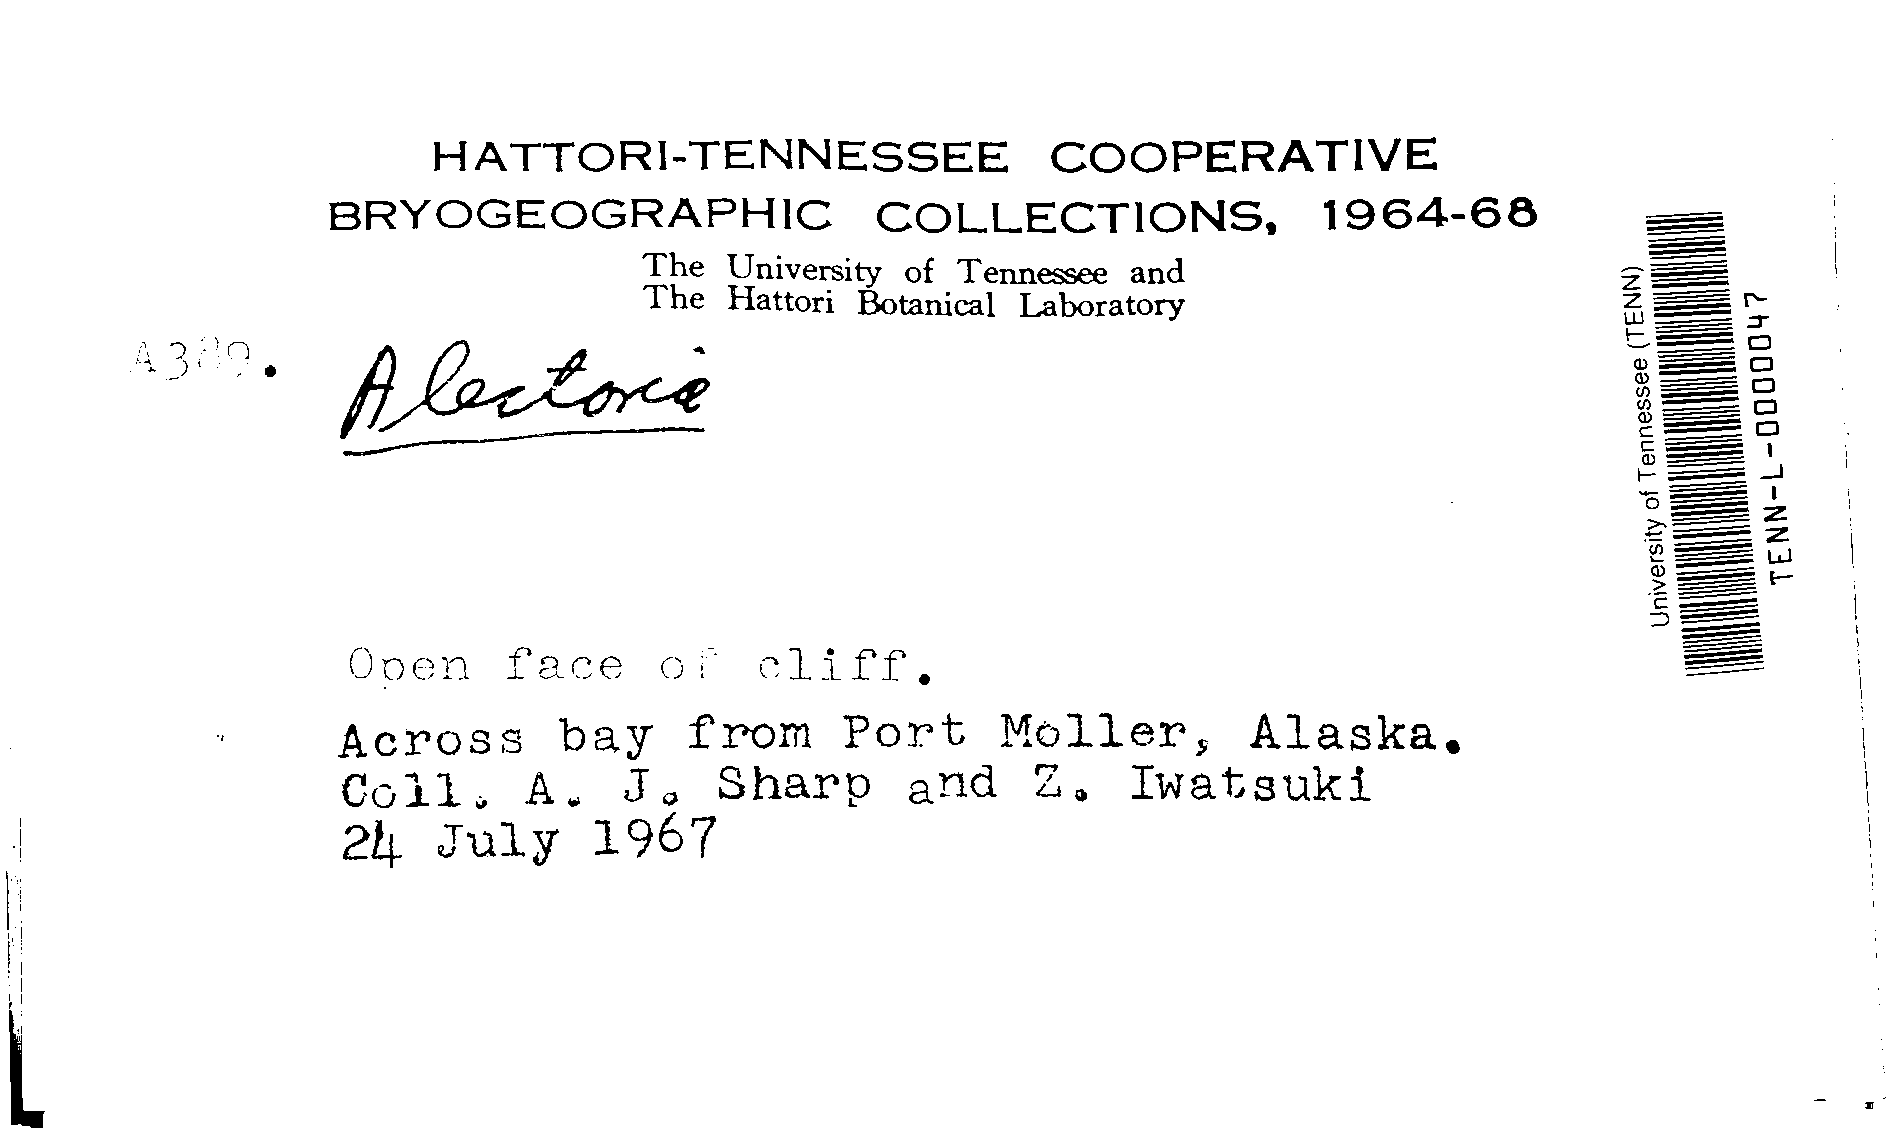 HATTORI-TENNESSEE COOPERATIVE
BRYOGEOGRAPHIC COLLECTIONS, 1964-68
The University of Tennessee and
The Hattori Botanical Laboratory
A389.
Alectoria
Open face of cliff.
Across bay from Port Moller, Alaska.
Coll. A. J. Sharp and Z. Iwatsuki
24 July 1967
University of Tennessee (TENN)
TENN-L-0000047